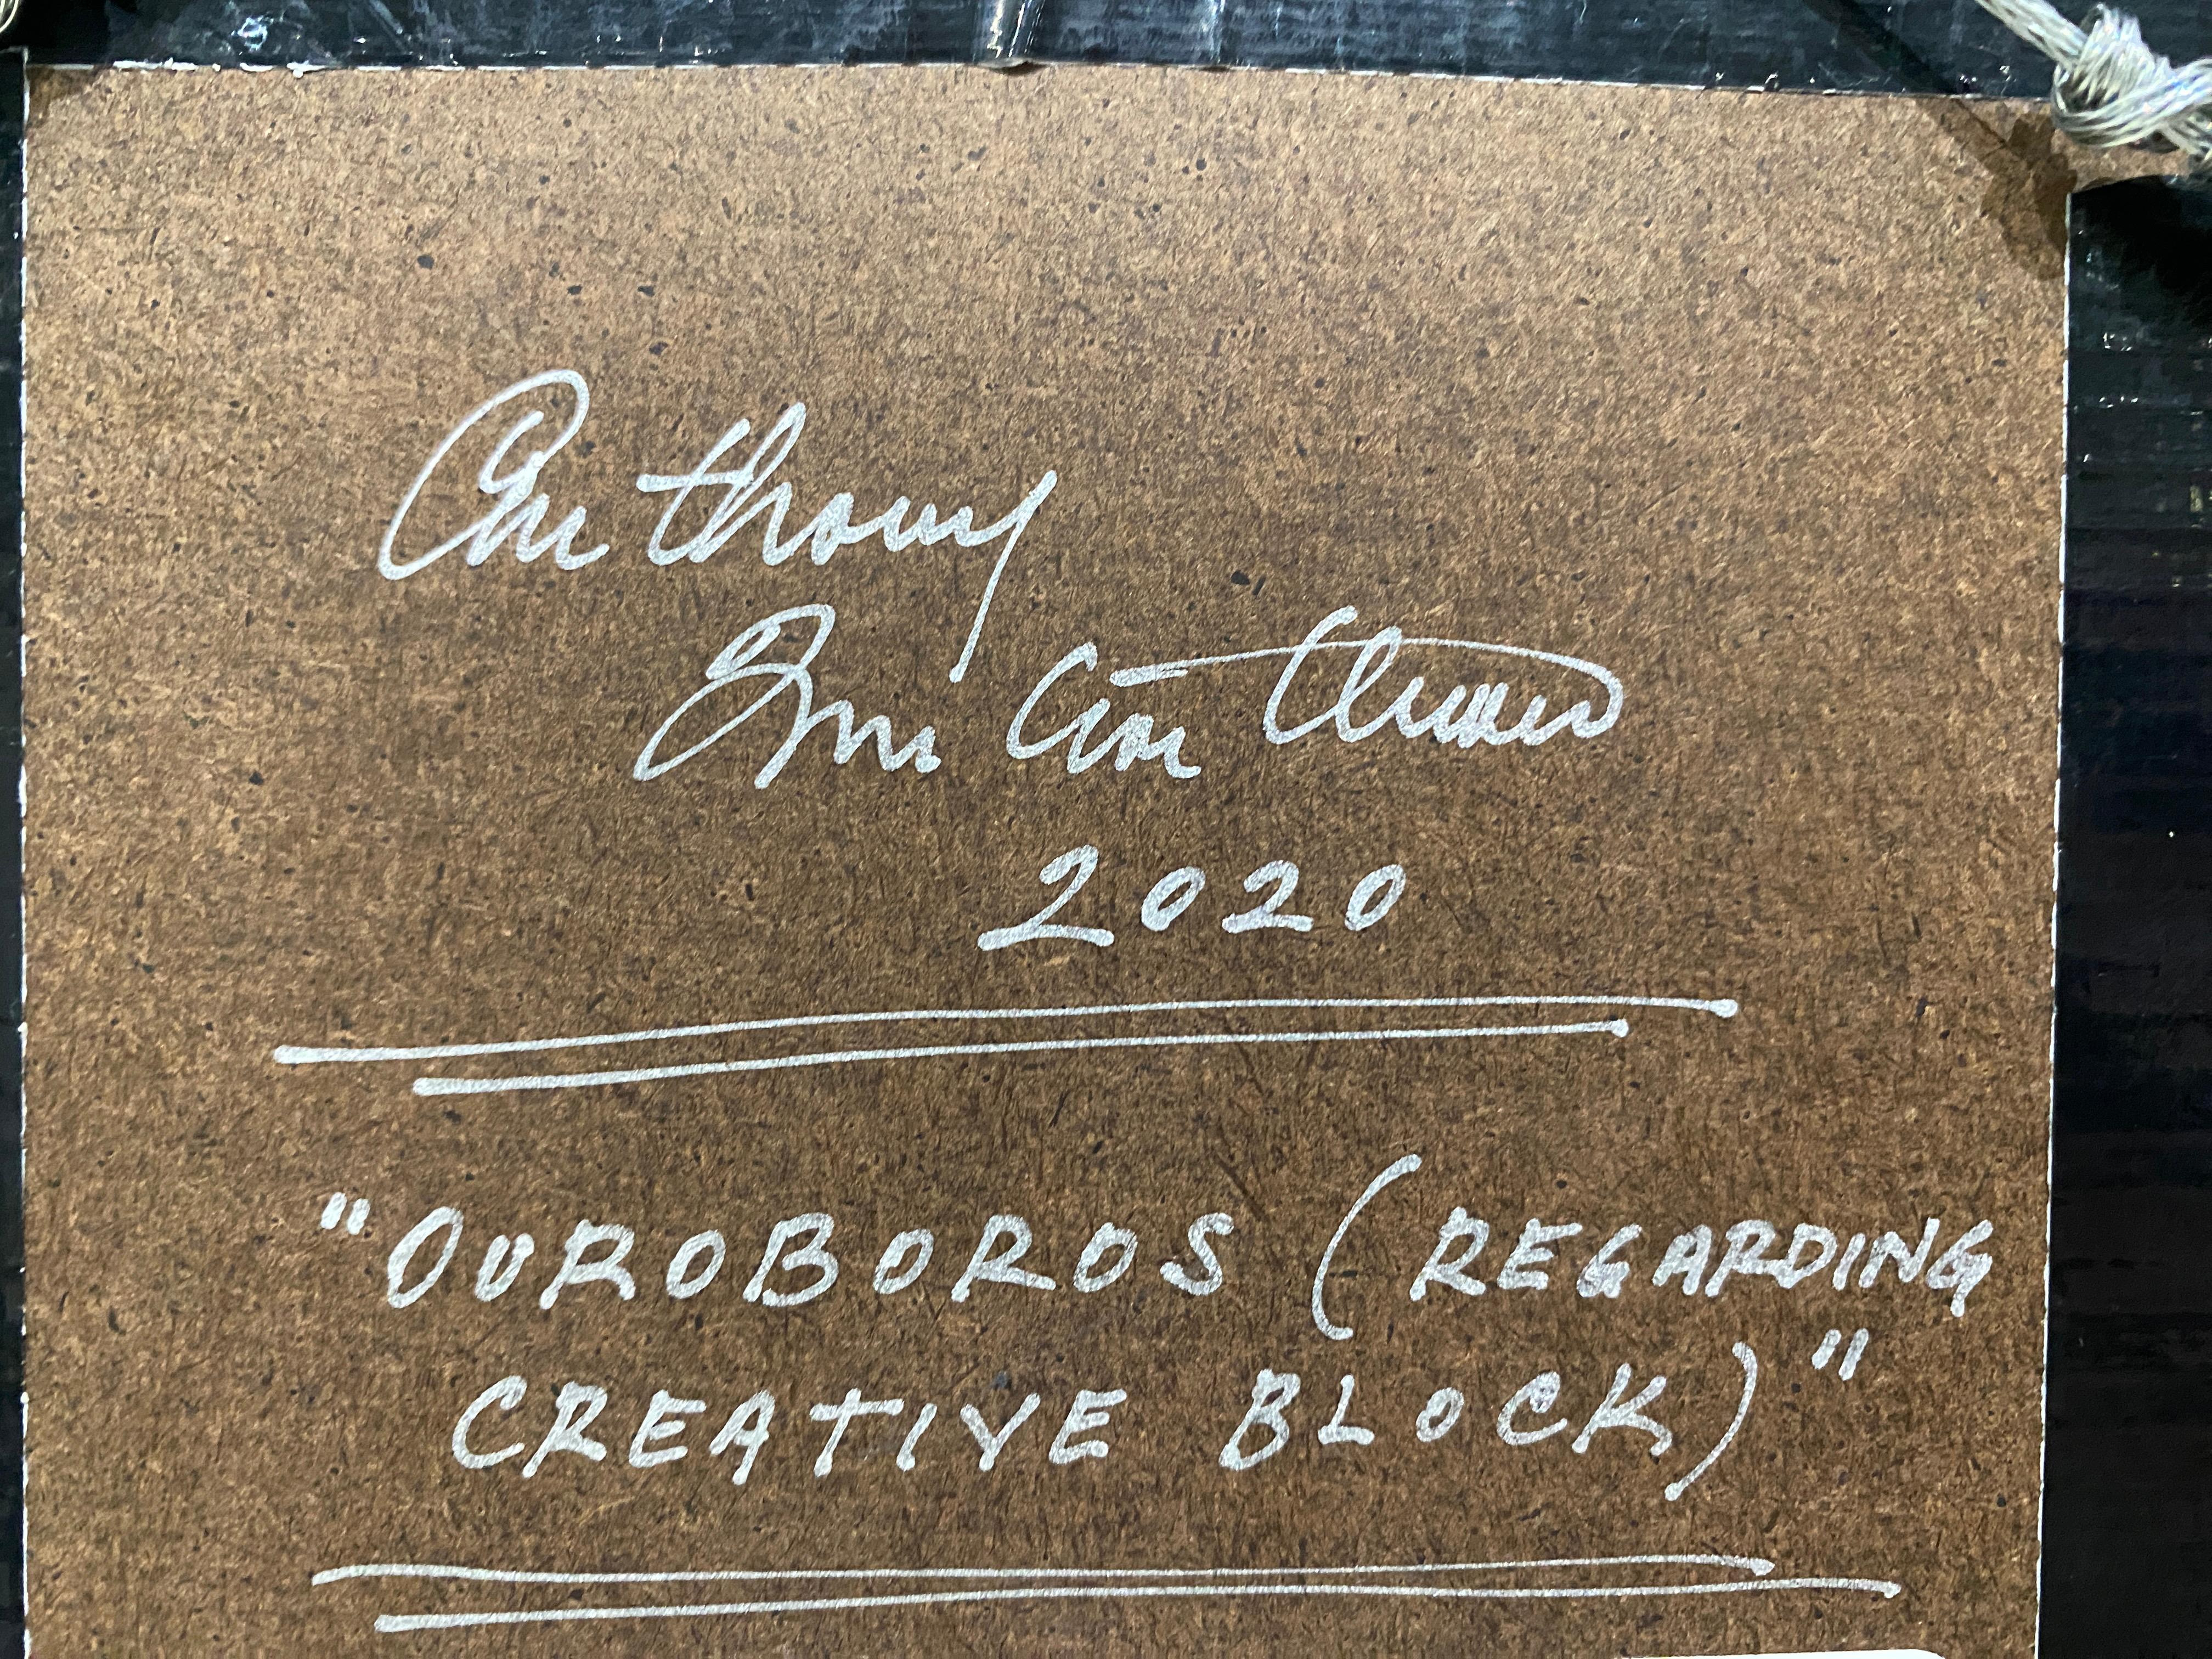 Anthony
2020
"OUROBOROS (REGARDING
CREATIVE BLOCK)"